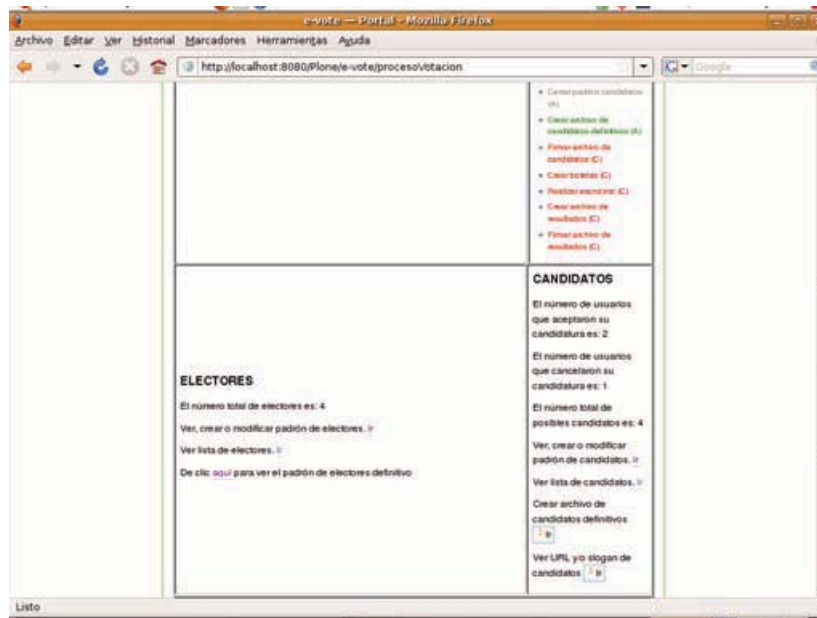 e-vote — Portal - Mozilla Firefox
Archivo Editar Ver Historial Marcadores Herramientas Ayuda
http://localhost:8080/Plone/e-vote/procesoVotacion
Google
Cerrar padrón candidatos
(A)
Crear archivo de
candidatos definitivos (A)
Firmar archivo de
candidatos (C)
Crear boletas (C)
Realizar escrutinio (C)
Crear archivo de
resultados (C)
Firmar archivo de
resultados (C)
ELECTORES
El número total de electores es: 4
Ver, crear o modificar padrón de electores. Ir
Ver lista de electores. Ir
De clic aquí para ver el padrón de electores definitivo
CANDIDATOS
El número de usuarios
que aceptaron su
candidatura es: 2
El número de usuarios
que cancelaron su
candidatura es: 1
El número total de
posibles candidatos es: 4
Ver, crear o modificar
padrón de candidatos. Ir
Ver lista de candidatos. Ir
Crear archivo de
candidatos definitivos
Ir
Ver URL y/o slogan de
candidatos Ir
Listo